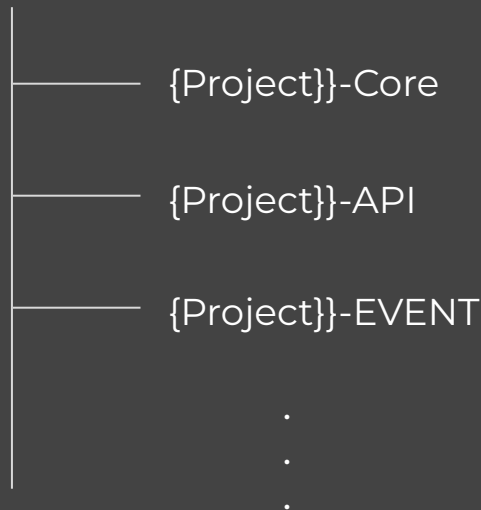 {Project}}-Core
{Project}}-API
{Project}}-EVENT
.
.
.